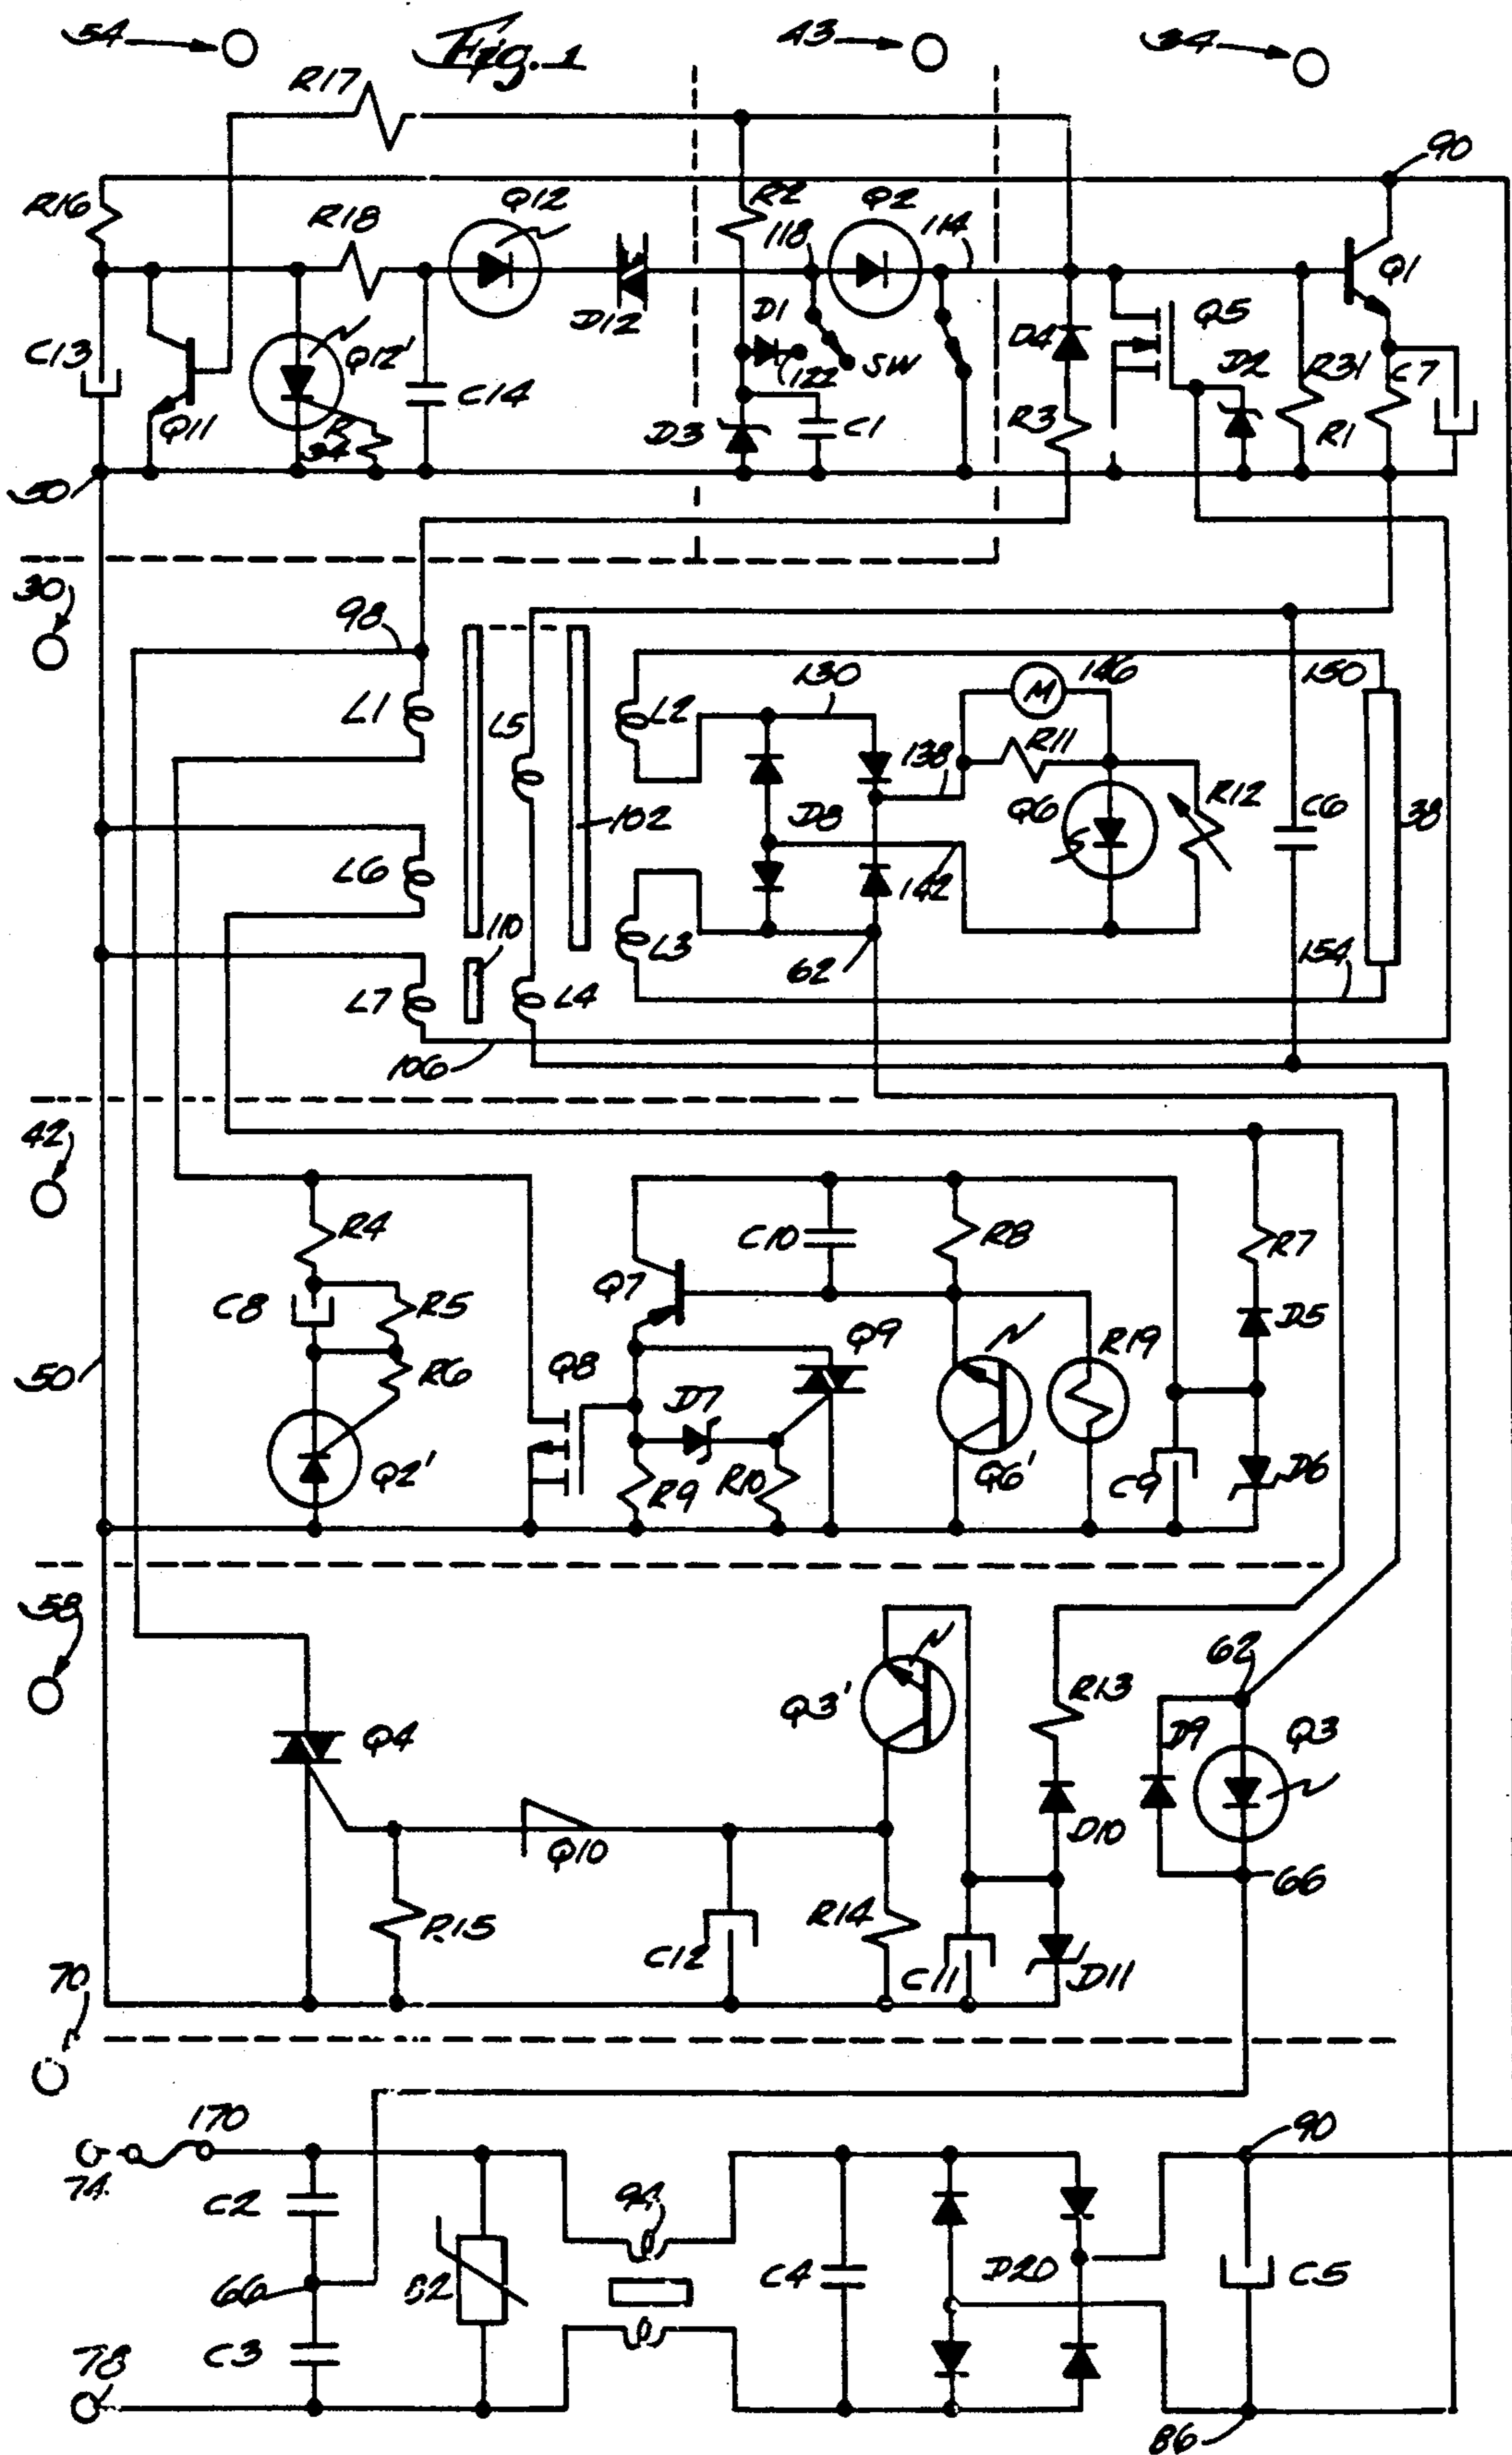 54
Fig. 1
43
34
R17
90
R16
R18
Q12
R2
118
Q2
114
Q1
C13
Q11
Q12'
R34
C14
D12
D1
122
SW
D3
C1
D4
R3
Q5
D2
R31
R1
C7
50
30
98
L1
L5
L2
130
146
M
150
138
R11
102
D8
Q6
R12
C6
38
L6
142
110
L3
62
154
L7
L4
106
42
R4
C10
R8
R7
C8
R5
Q7
D5
R6
Q8
Q9
R19
50
D7
Q2'
R9
R10
Q6'
C9
D6
58
62
Q3'
R13
D9
Q3
Q4
D10
Q10
66
R15
C12
R14
C11
D11
70
170
90
74
C2
94
66
82
C4
D20
C5
C3
78
86